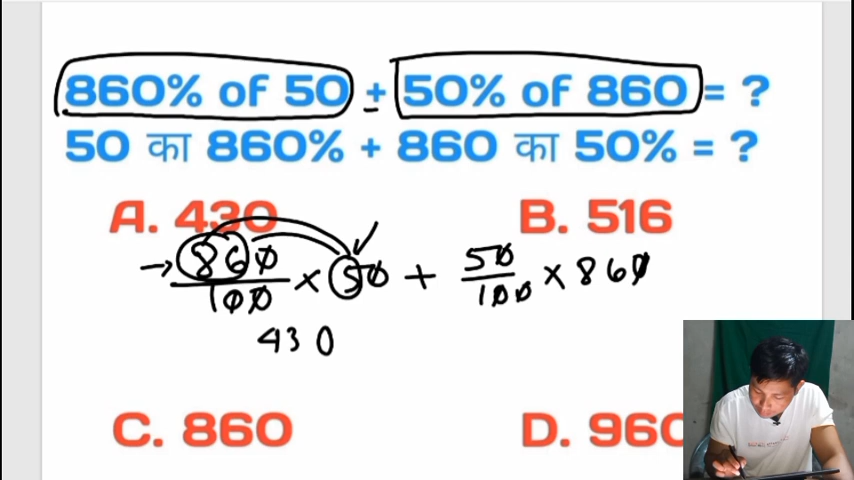 860% of 50 + 50% of 860 = ?
50 का 860% + 860 का 50% = ?
A. 430 B. 516
860/100 × 50 + 50/100 × 860
430
C. 860 D. 960